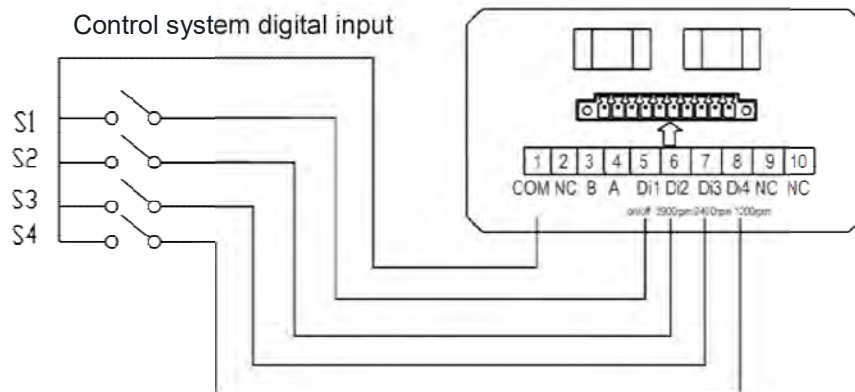 Control system digital input
S1
S2
S3
S4
1 2 3 4 5 6 7 8 9 10
COM NC B A Di1 Di2 Di3 Di4 NC NC
on/off 3900rpm 2400rpm 1200rpm